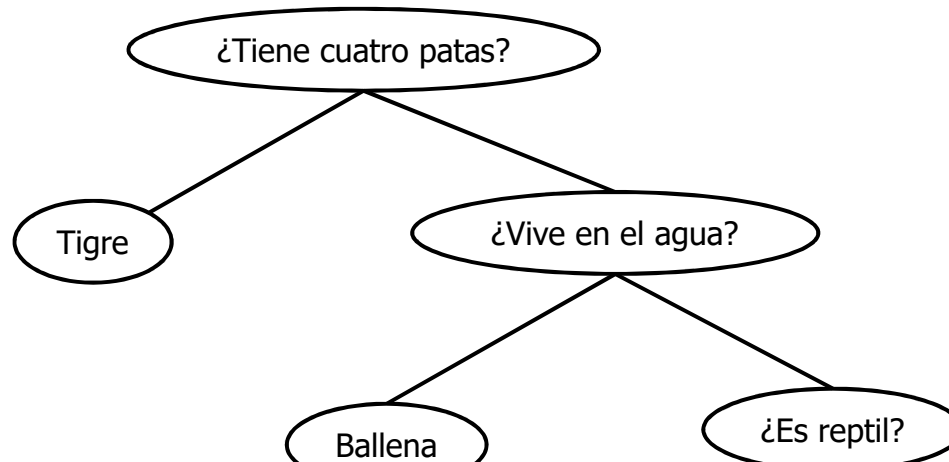 ¿Tiene cuatro patas?
Tigre
¿Vive en el agua?
Ballena
¿Es reptil?